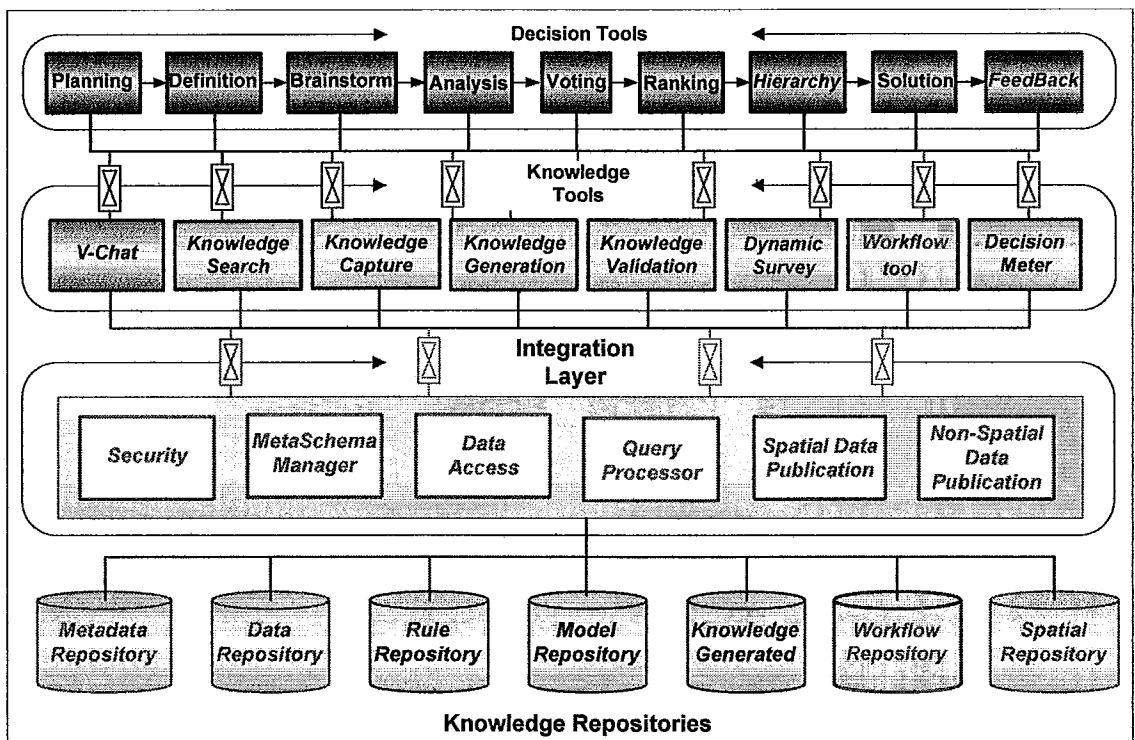 Decision Tools
Planning Definition Brainstorm Analysis Voting Ranking Hierarchy Solution FeedBack
Knowledge
Tools
V-Chat
Knowledge
Search
Knowledge
Capture
Knowledge
Generation
Knowledge
Validation
Dynamic
Survey
Workflow
tool
Decision
Meter
Integration
Layer
Security
MetaSchema
Manager
Data
Access
Query
Processor
Spatial Data
Publication
Non-Spatial
Data
Publication
Metadata
Repository
Data
Repository
Rule
Repository
Model
Repository
Knowledge
Generated
Workflow
Repository
Spatial
Repository
Knowledge Repositories